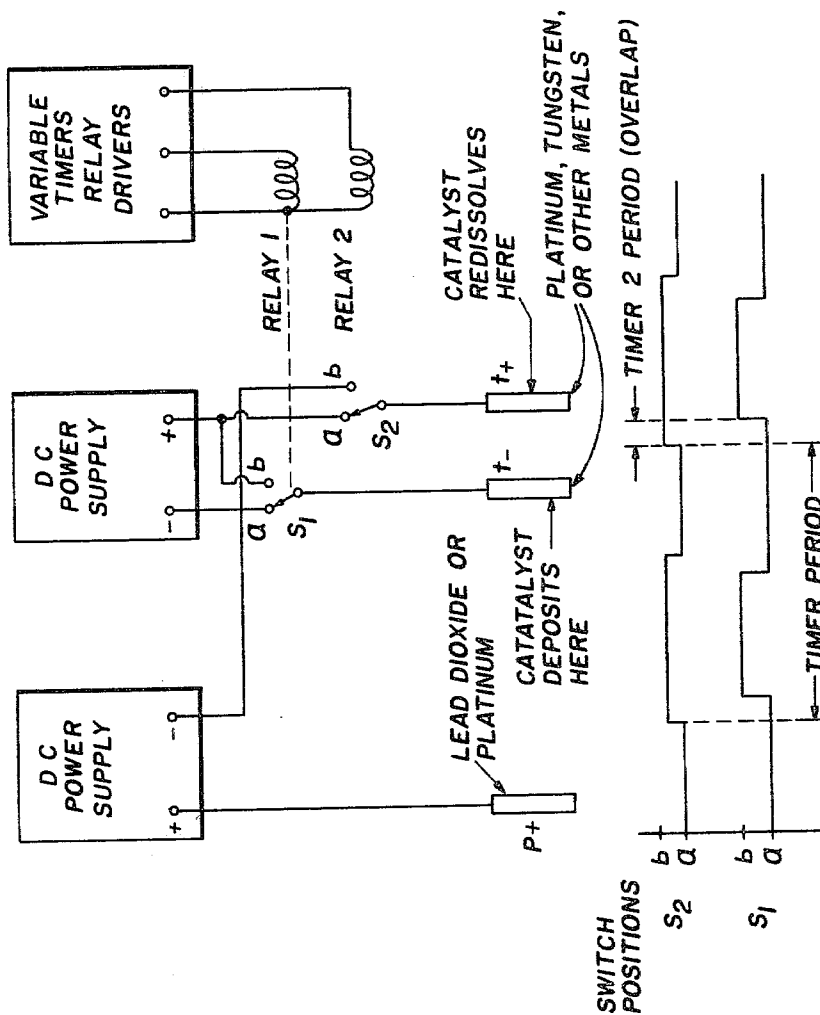 DC
POWER
SUPPLY
+
-
DC
POWER
SUPPLY
-
+
VARIABLE
TIMERS
RELAY
DRIVERS
RELAY 1
RELAY 2
a
b
S1
a
b
S2
P+
t-
t+
LEAD DIOXIDE OR
PLATINUM
CATATALYST
DEPOSITS
HERE
CATALYST
REDISSOLVES
HERE
PLATINUM, TUNGSTEN,
OR OTHER METALS
SWITCH
POSITIONS
S2
b
a
S1
b
a
TIMER 2 PERIOD (OVERLAP)
TIMER PERIOD